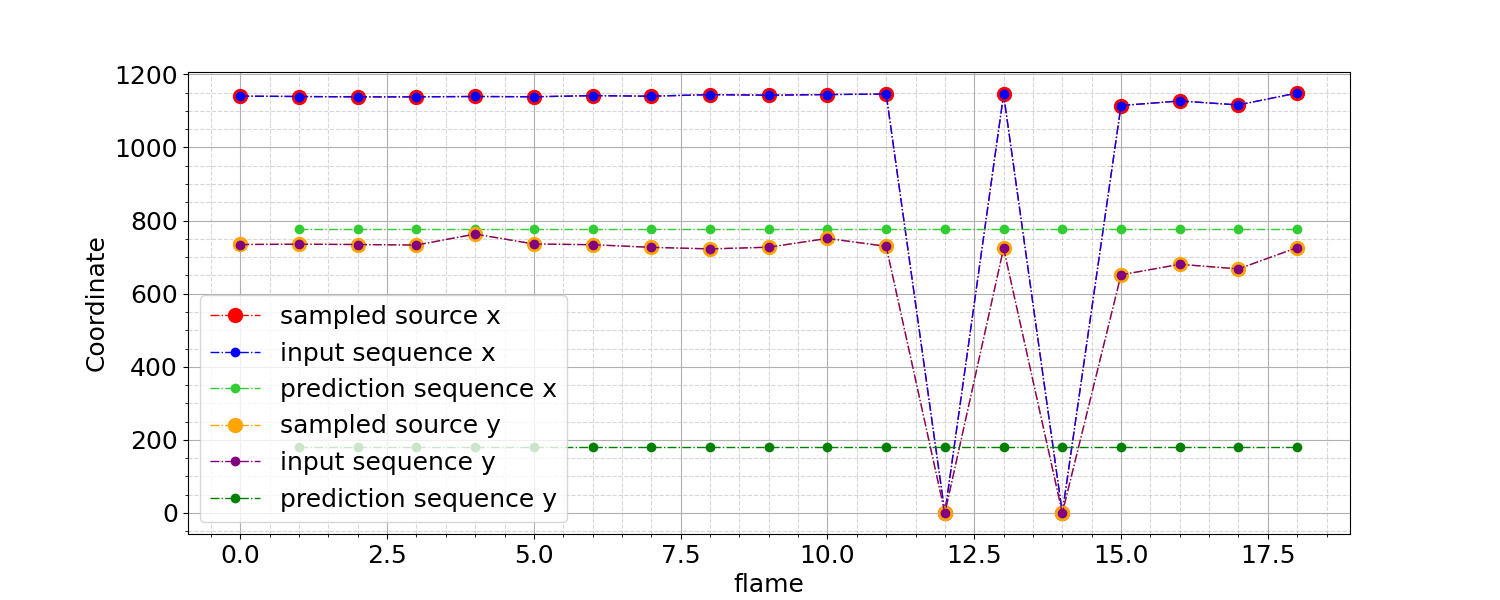 1200
1000
800
600
400
200
0
Coordinate
sampled source x
input sequence x
prediction sequence x
sampled source y
input sequence y
prediction sequence y
0.0 2.5 5.0 7.5 10.0 12.5 15.0 17.5
flame